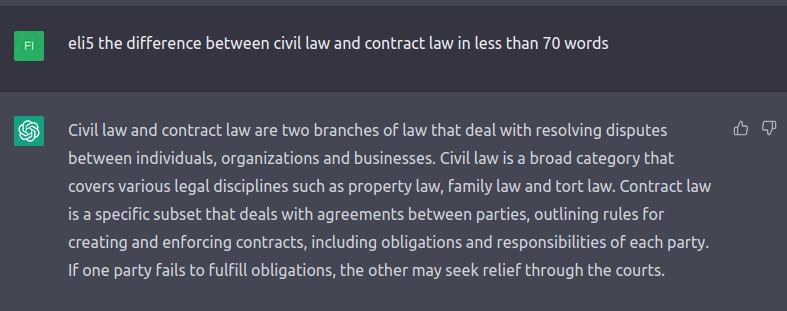 FI
eli5 the difference between civil law and contract law in less than 70 words
Civil law and contract law are two branches of law that deal with resolving disputes
between individuals, organizations and businesses. Civil law is a broad category that
covers various legal disciplines such as property law, family law and tort law. Contract law
is a specific subset that deals with agreements between parties, outlining rules for
creating and enforcing contracts, including obligations and responsibilities of each party.
If one party fails to fulfill obligations, the other may seek relief through the courts.